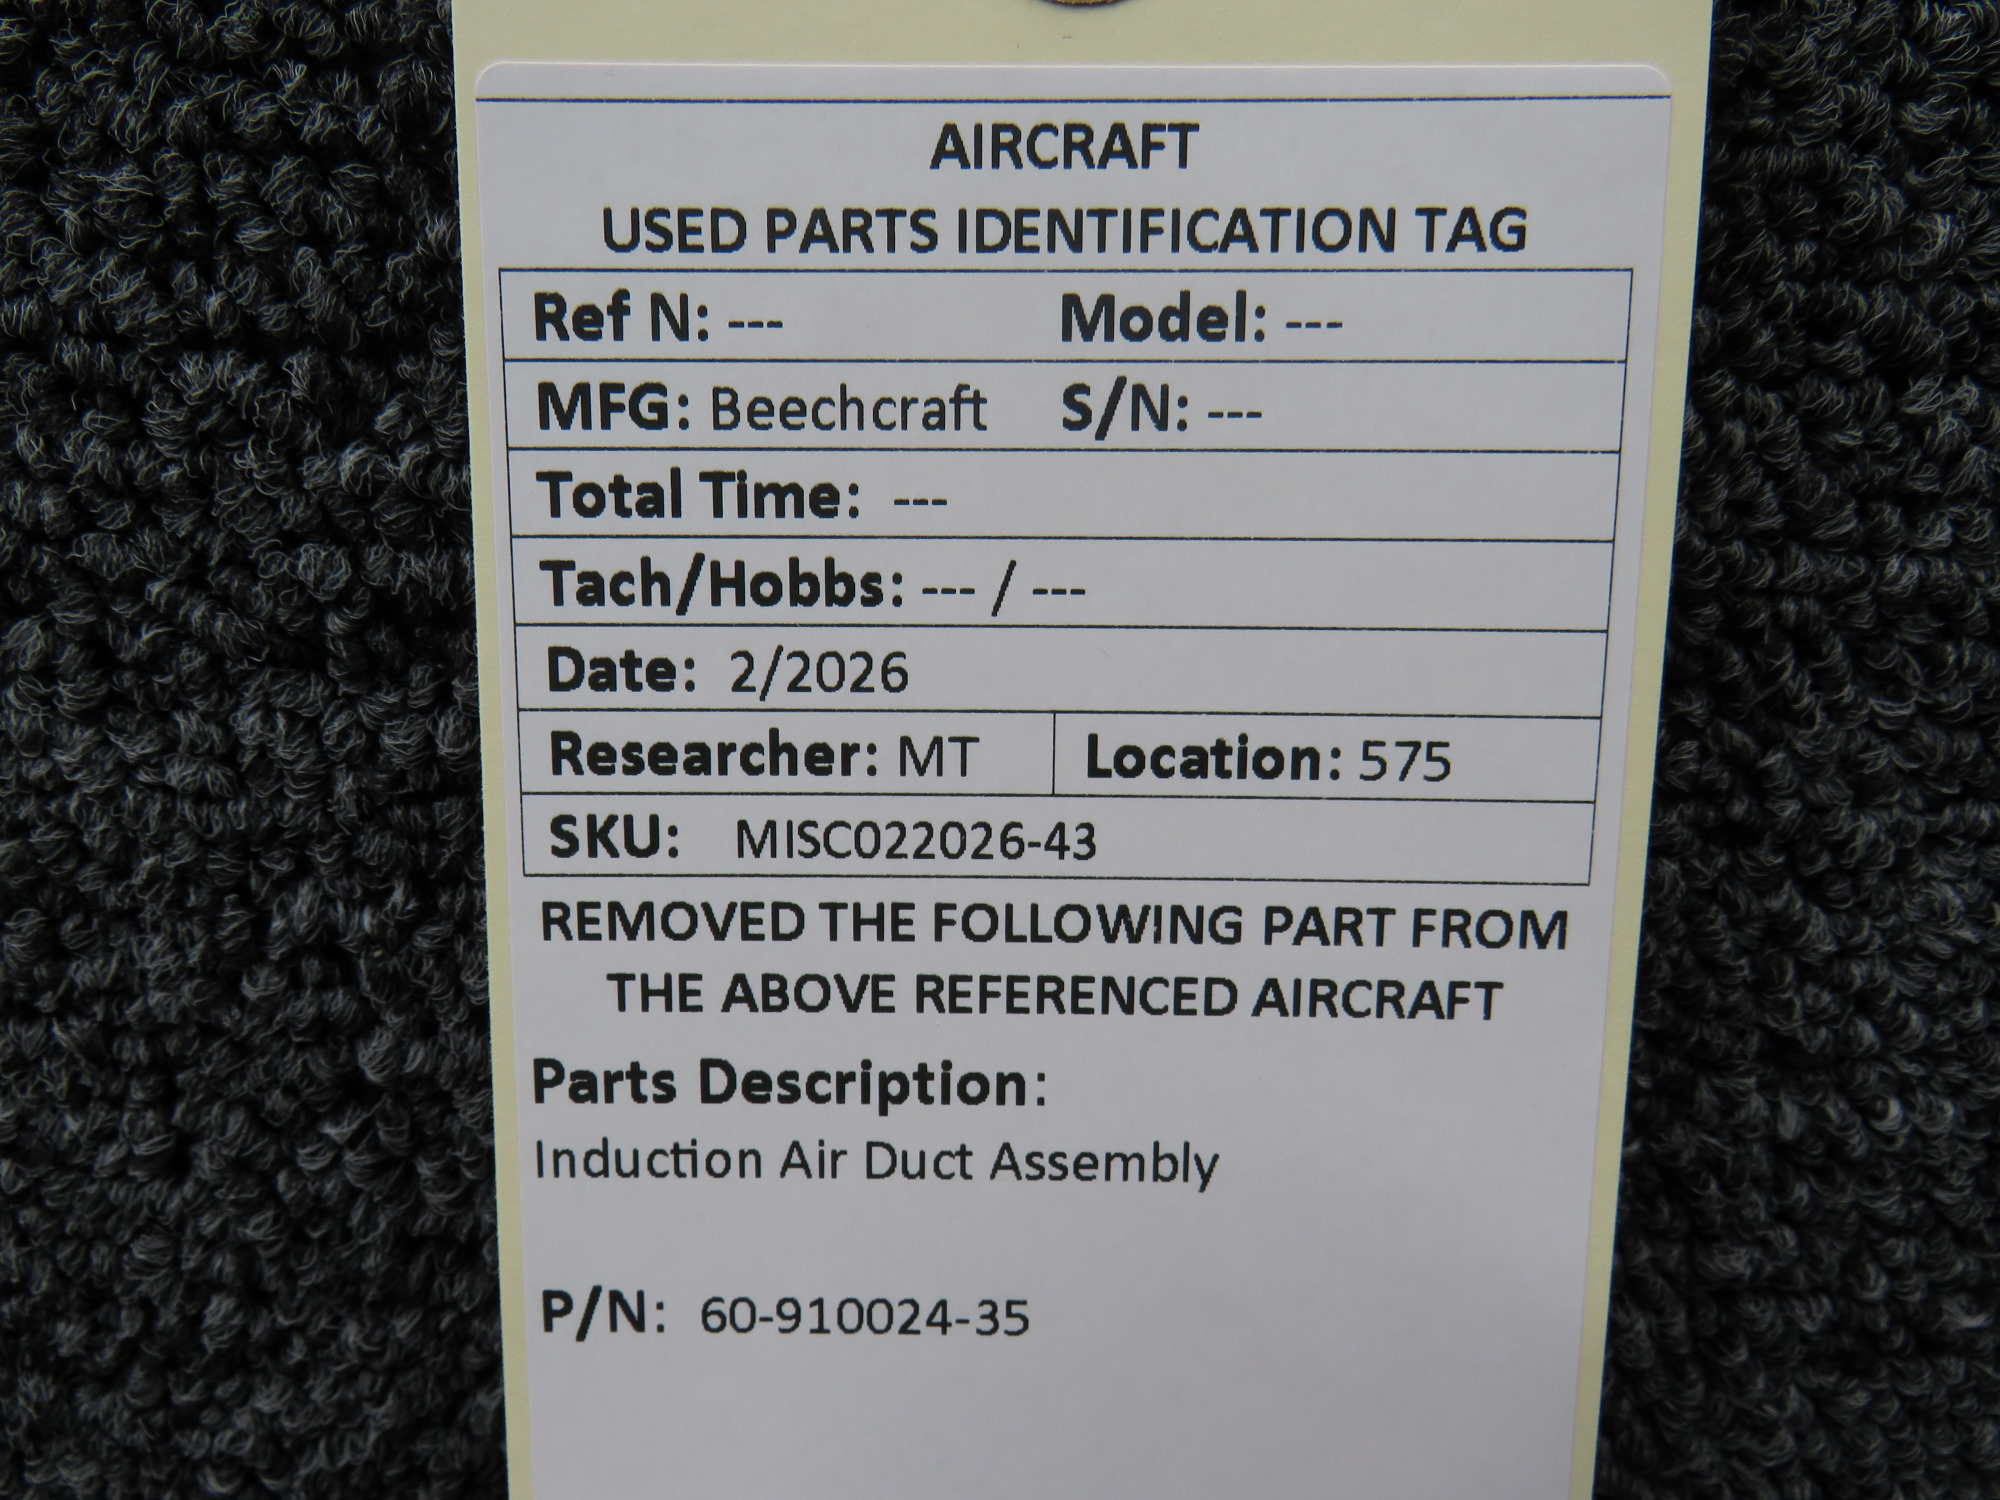 AIRCRAFT
USED PARTS IDENTIFICATION TAG
Ref N: --- Model: ---
MFG: Beechcraft S/N: ---
Total Time: ---
Tach/Hobbs: --- / ---
Date: 2/2026
Researcher: MT Location: 575
SKU: MISC022026-43
REMOVED THE FOLLOWING PART FROM
THE ABOVE REFERENCED AIRCRAFT
Parts Description:
Induction Air Duct Assembly
P/N: 60-910024-35